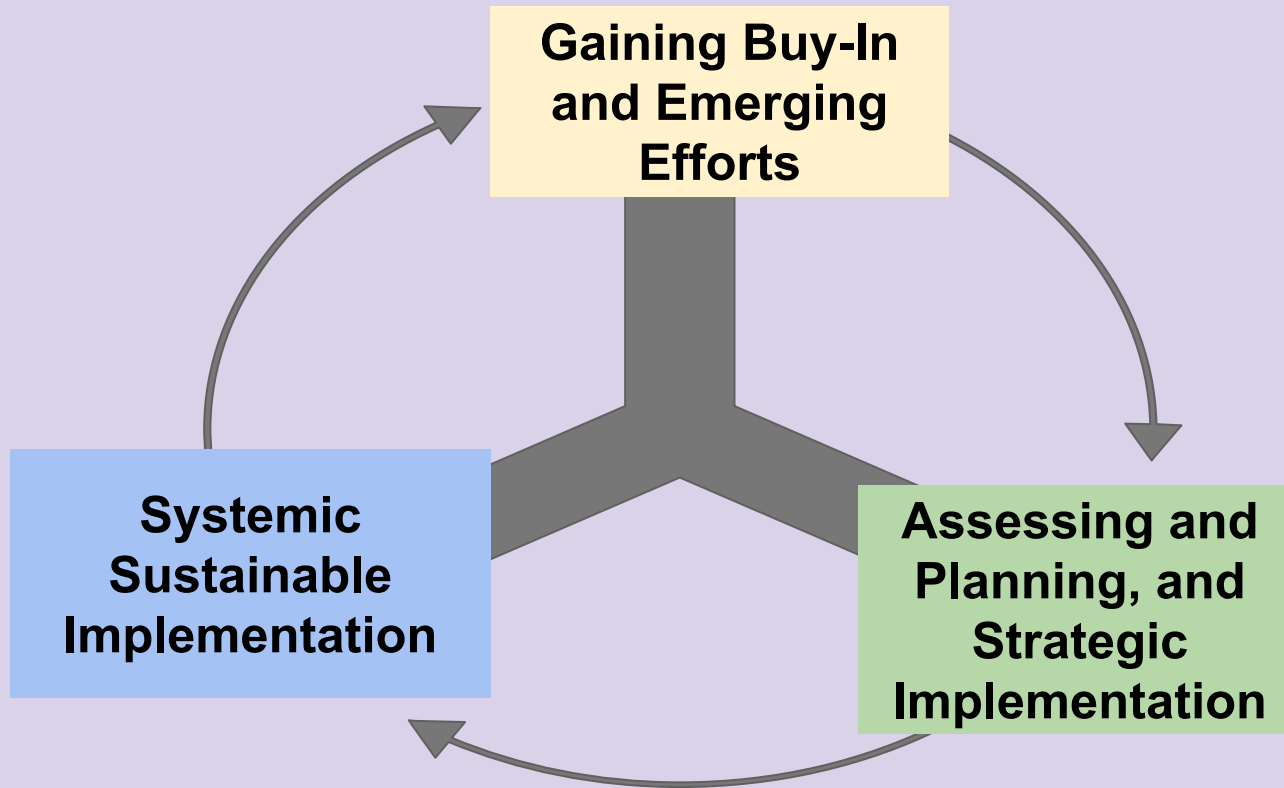 Gaining Buy-In
and Emerging
Efforts
Systemic
Sustainable
Implementation
Assessing and
Planning, and
Strategic
Implementation